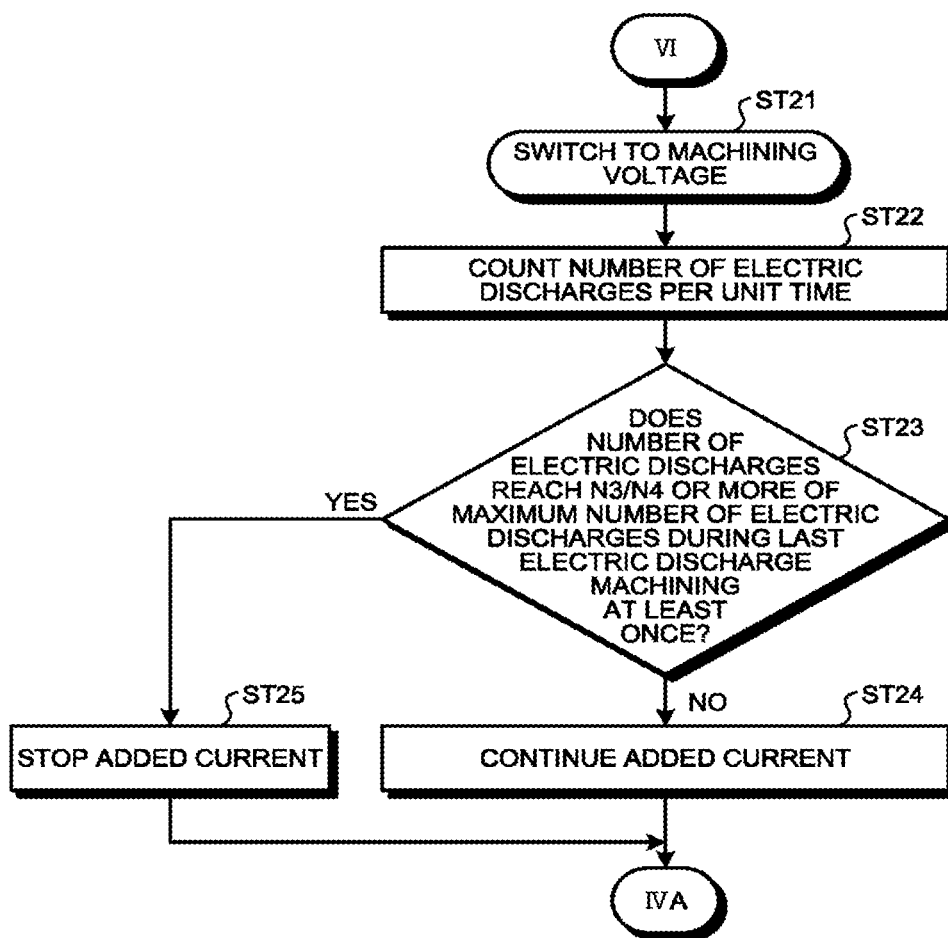 VI
ST21
SWITCH TO MACHINING
VOLTAGE
ST22
COUNT NUMBER OF ELECTRIC
DISCHARGES PER UNIT TIME
ST23
DOES
NUMBER OF
ELECTRIC DISCHARGES
REACH N3/N4 OR MORE OF
MAXIMUM NUMBER OF ELECTRIC
DISCHARGES DURING LAST
ELECTRIC DISCHARGE
MACHINING
AT LEAST
ONCE?
YES
NO
ST25
STOP ADDED CURRENT
ST24
CONTINUE ADDED CURRENT
IVA